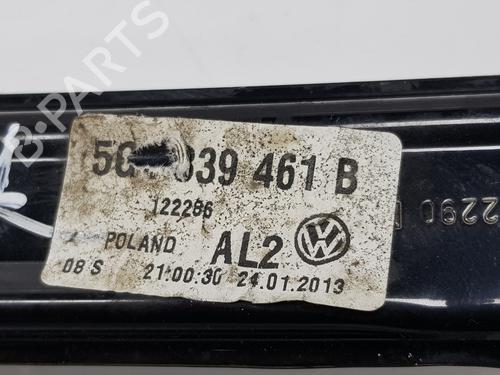 B-PARTS
5G 839 461 B
122286
POLAND AL2
08 S 21:00:30 24.01.2013
2290